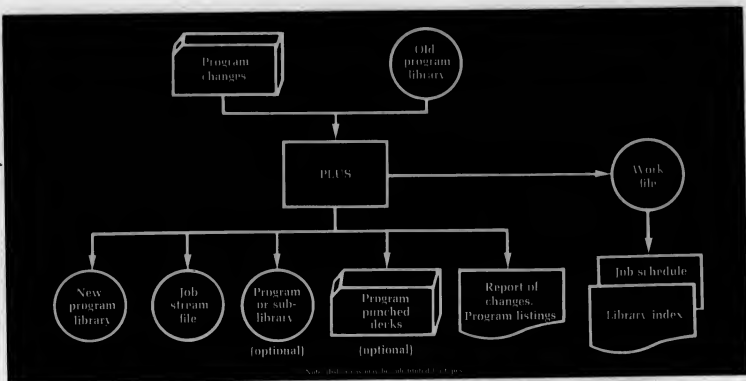 Program
changes
Old
program
library
PLUS
Work
file
New
program
library
Job
stream
file
Program
or sub-
library
(optional)
Program
punched
decks
(optional)
Report of
changes.
Program listings
Job schedule
Library index
Note: